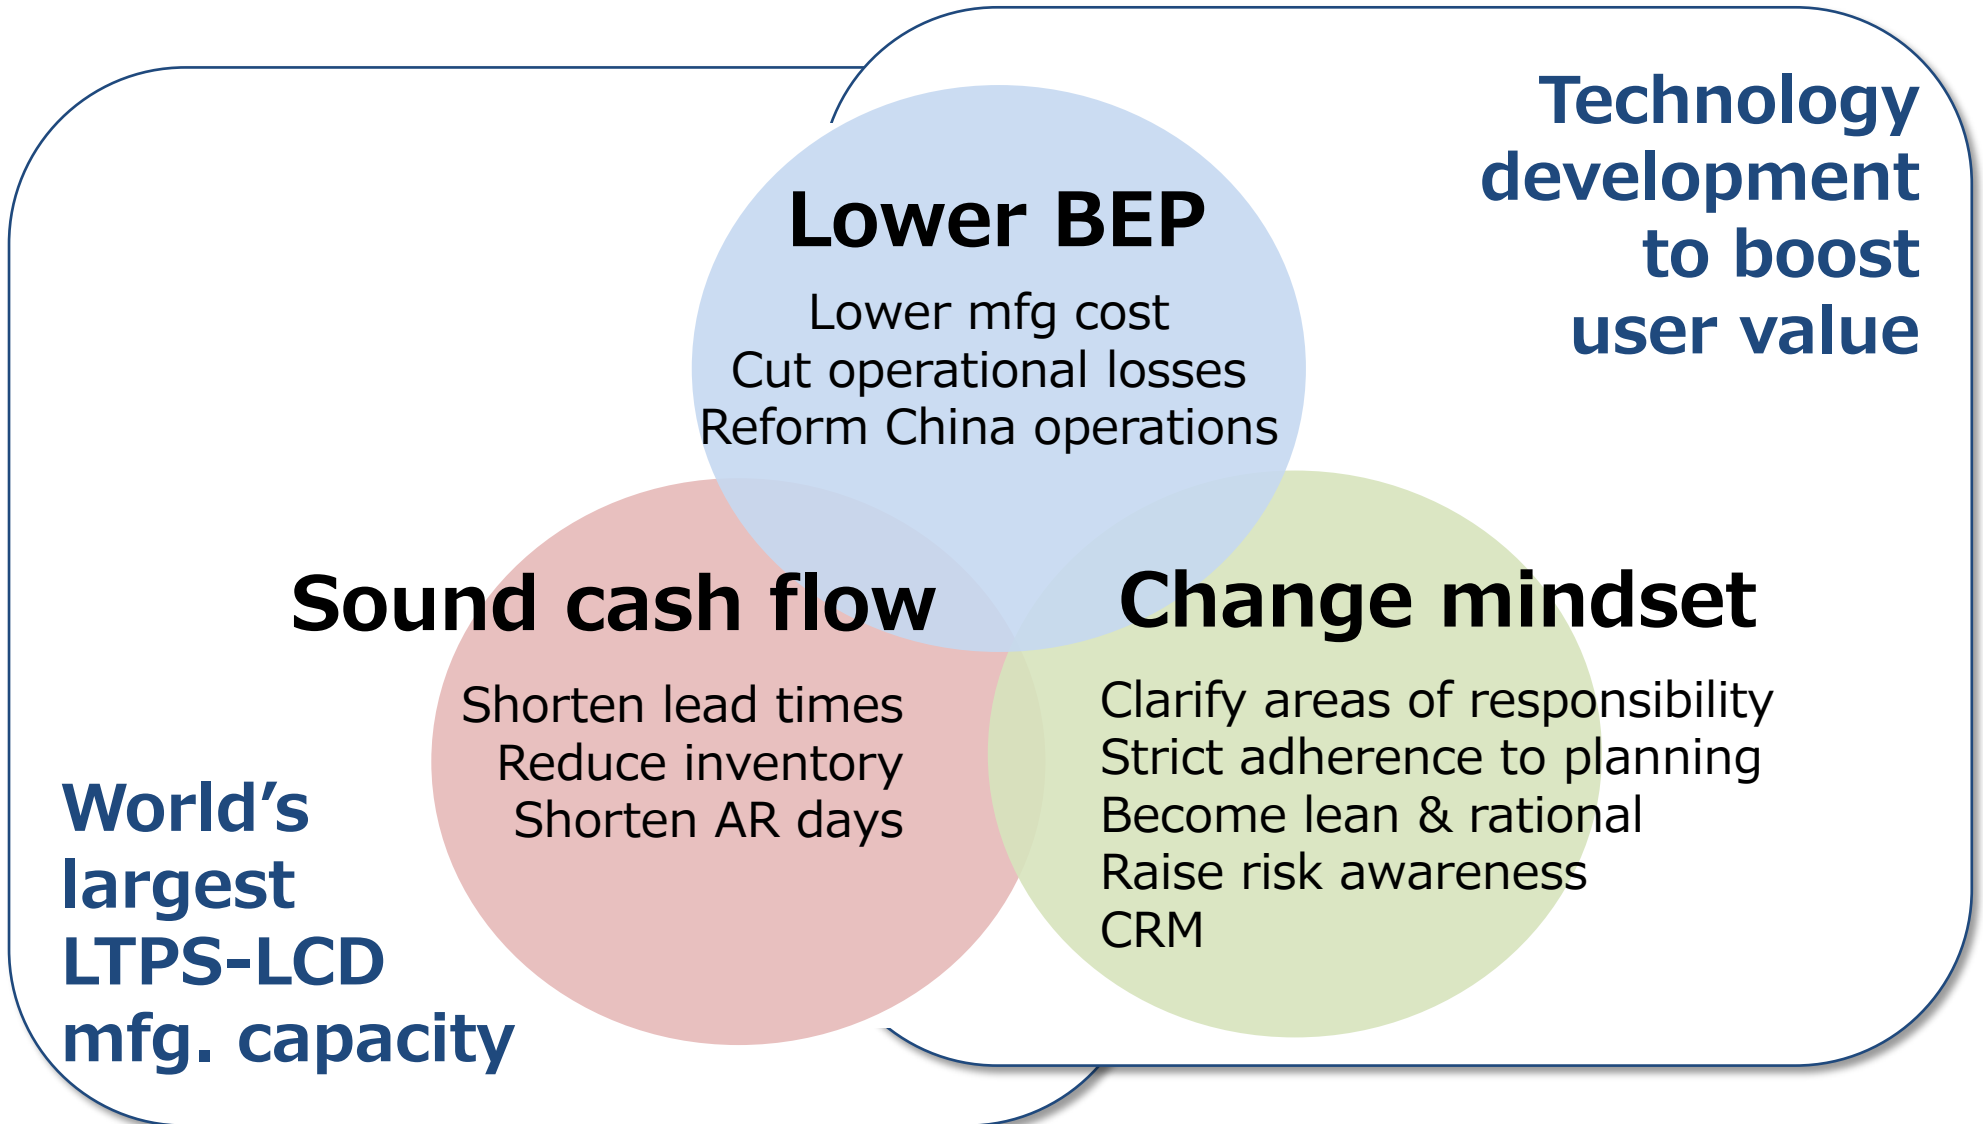 Technology
development
to boost
user value
Lower BEP
Lower mfg cost
Cut operational losses
Reform China operations
Sound cash flow
Shorten lead times
Reduce inventory
Shorten AR days
Change mindset
Clarify areas of responsibility
Strict adherence to planning
Become lean & rational
Raise risk awareness
CRM
World’s
largest
LTPS-LCD
mfg. capacity